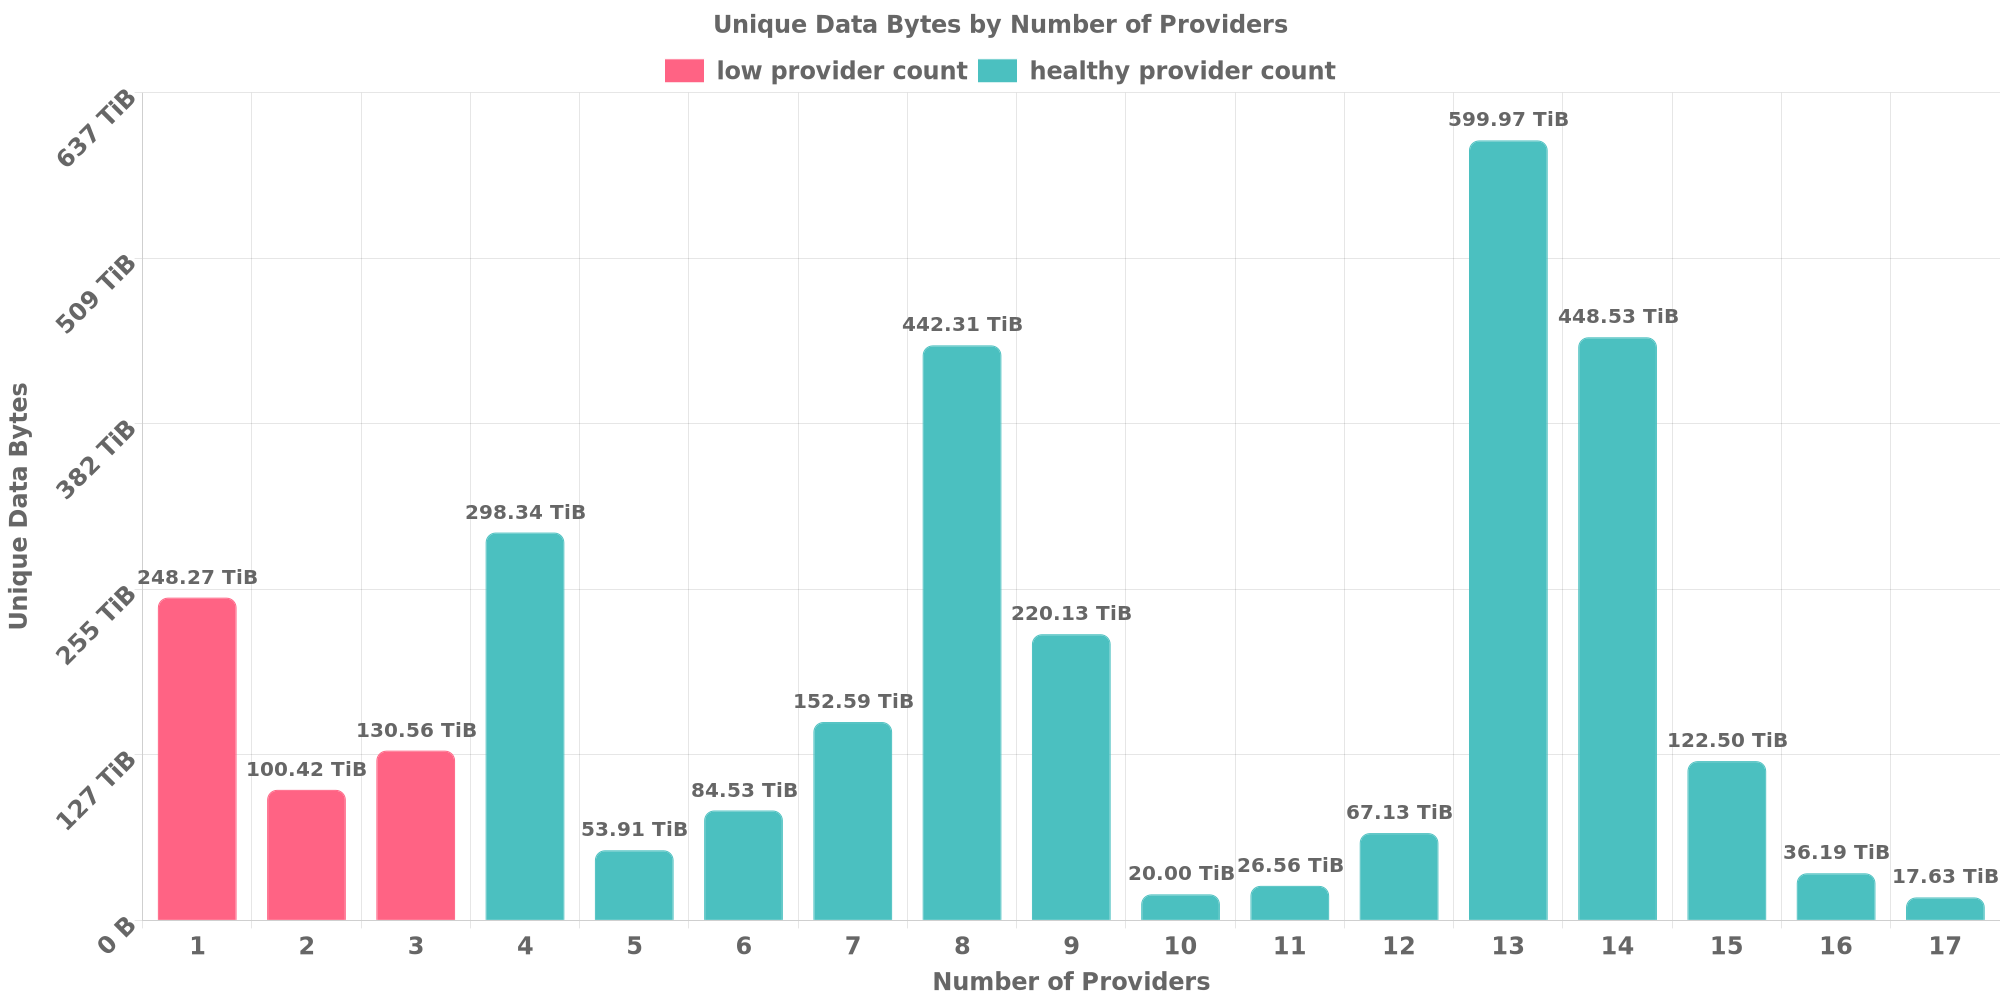 Unique Data Bytes by Number of Providers
low provider count
healthy provider count
637 TiB
509 TiB
382 TiB
255 TiB
127 TiB
0 B
Unique Data Bytes
248.27 TiB
100.42 TiB
130.56 TiB
298.34 TiB
53.91 TiB
84.53 TiB
152.59 TiB
442.31 TiB
220.13 TiB
20.00 TiB
26.56 TiB
67.13 TiB
599.97 TiB
448.53 TiB
122.50 TiB
36.19 TiB
17.63 TiB
1 2 3 4 5 6 7 8 9 10 11 12 13 14 15 16 17
Number of Providers